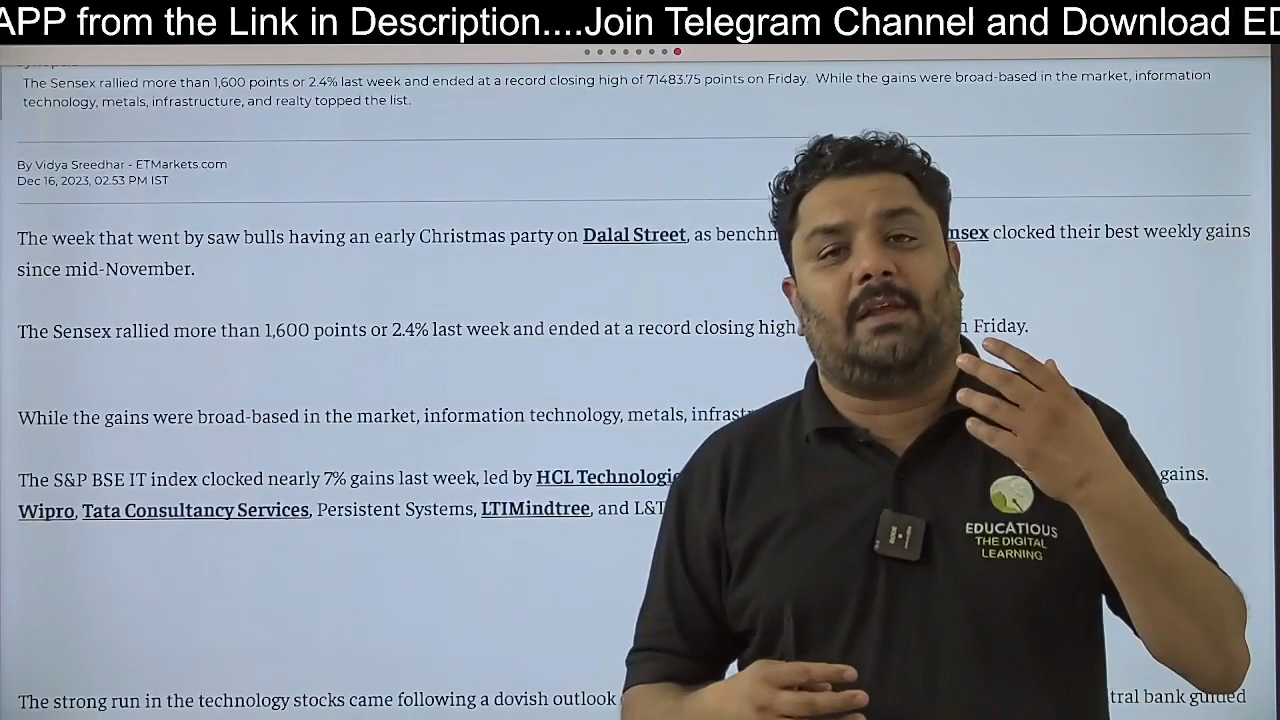 APP from the Link in Description....Join Telegram Channel and Download
The Sensex rallied more than 1,600 points or 2.4% last week and ended at a record closing high of 71483.75 points on Friday. While the gains were broad-based in the market, information
technology, metals, infrastructure, and realty topped the list.
By Vidya Sreedhar - ETMarkets.com
Dec 16, 2023, 02.53 PM IST
The week that went by saw bulls having an early Christmas party on Dalal Street, as clocked their best weekly gains
since mid-November.
The Sensex rallied more than 1,600 points or 2.4% last week and ended at a record closing high Friday.
While the gains were broad-based in the market, information technology, metals,
The S&P BSE IT index clocked nearly 7% gains last week, led by HCL gains.
Wipro, Tata Consultancy Services, Persistent Systems, LTIMindtree, and L&T
The strong run in the technology stocks came following a dovish outlook guided
EDUCATIOUS
THE DIGITAL
LEARNING